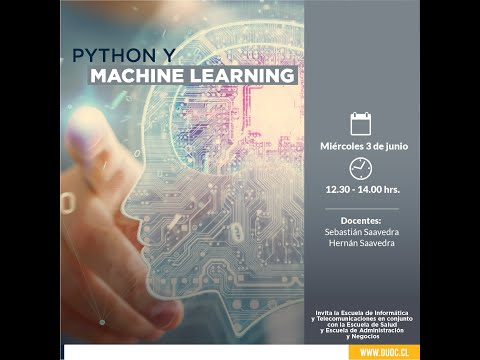 PYTHON Y
MACHINE LEARNING
Miércoles 3 de junio
12.30 - 14.00 hrs.
Docentes:
Sebastián Saavedra
Hernán Saavedra
Invita la Escuela de Informática
y Telecomunicaciones en conjunto
con la Escuela de Salud
y Escuela de Administración
y Negocios
WWW.DUOC.CL